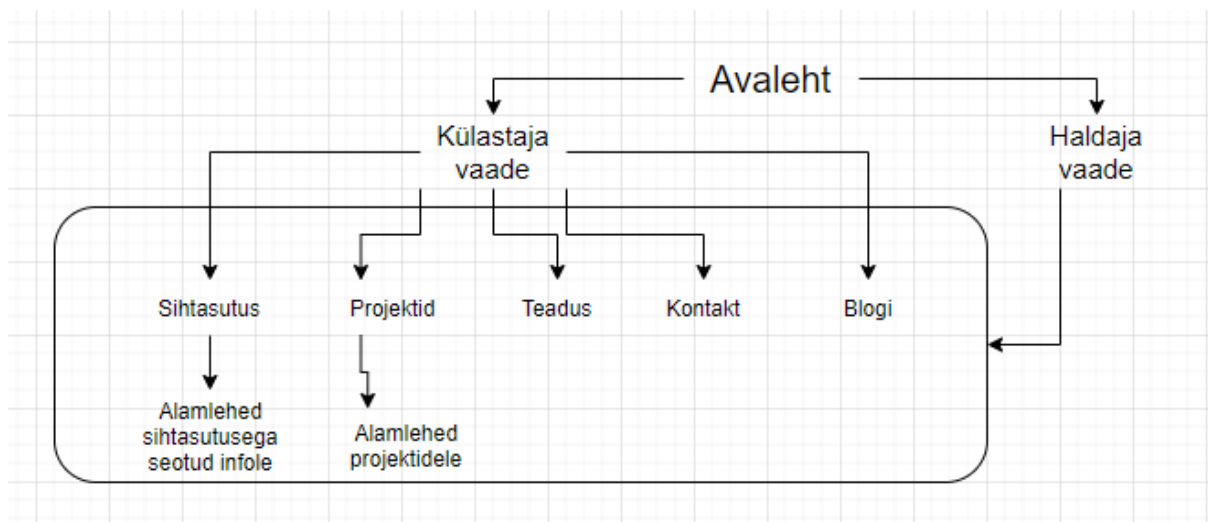 Avaleht
Külastaja
vaade
Haldaja
vaade
Sihtasutus
Projektid
Teadus
Kontakt
Blogi
Alamlehed
sihtasutusega
seotud infole
Alamlehed
projektidele